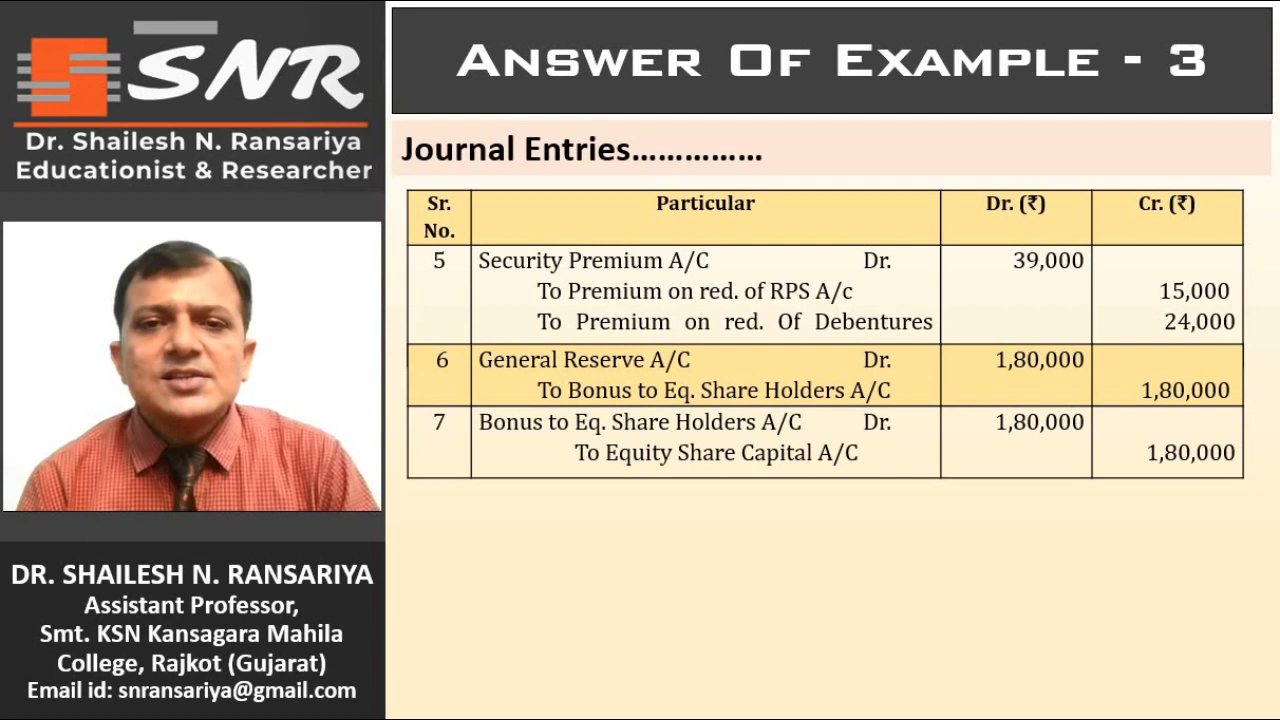 SNR
Dr. Shailesh N. Ransariya
Educationist & Researcher
DR. SHAILESH N. RANSARIYA
Assistant Professor,
Smt. KSN Kansagara Mahila
College, Rajkot (Gujarat)
Email id: snransariya@gmail.com
ANSWER OF EXAMPLE - 3
Journal Entries……………
Sr. No. Particular Dr. (₹) Cr. (₹)
5 Security Premium A/C Dr. 39,000
To Premium on red. of RPS A/c 15,000
To Premium on red. Of Debentures 24,000
6 General Reserve A/C Dr. 1,80,000
To Bonus to Eq. Share Holders A/C 1,80,000
7 Bonus to Eq. Share Holders A/C Dr. 1,80,000
To Equity Share Capital A/C 1,80,000